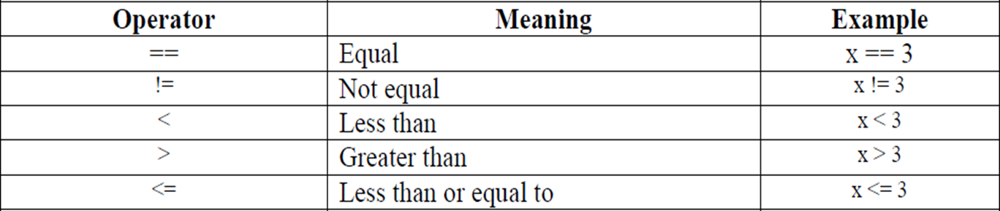 Operator Meaning Example
== Equal x == 3
!= Not equal x != 3
< Less than x < 3
> Greater than x > 3
<= Less than or equal to x <= 3